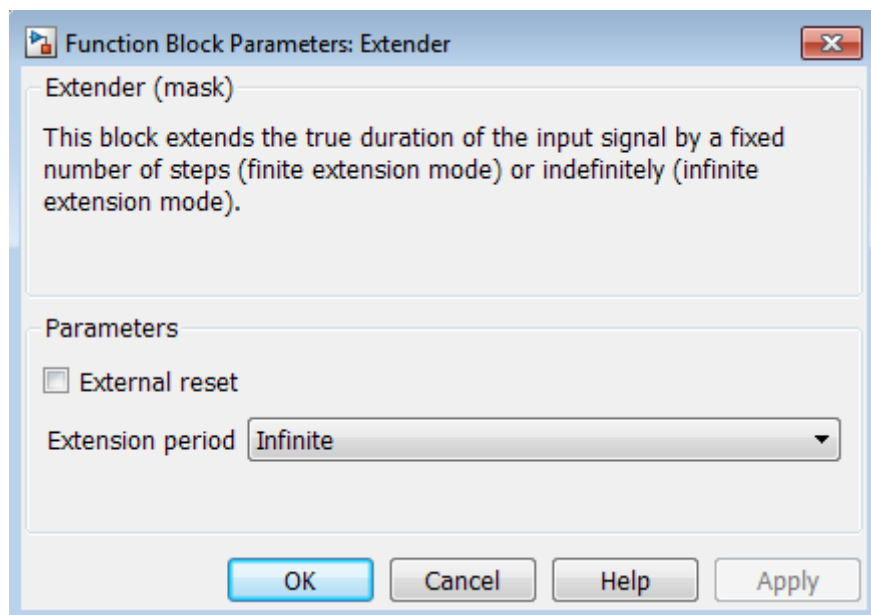 Function Block Parameters: Extender
Extender (mask)
This block extends the true duration of the input signal by a fixed
number of steps (finite extension mode) or indefinitely (infinite
extension mode).
Parameters
External reset
Extension period Infinite
OK Cancel Help Apply